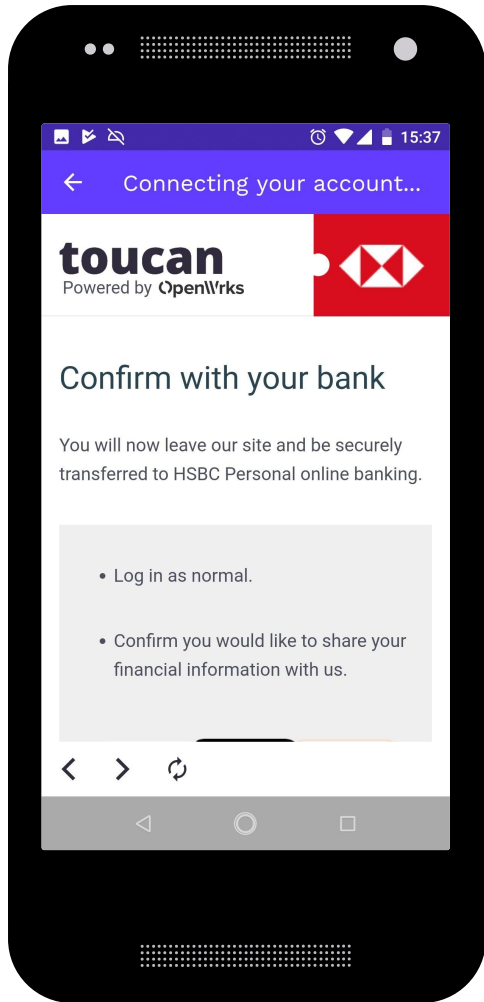 15:37
Connecting your account...
toucan
Powered by OpenWrks
Confirm with your bank
You will now leave our site and be securely
transferred to HSBC Personal online banking.
• Log in as normal.
• Confirm you would like to share your
financial information with us.